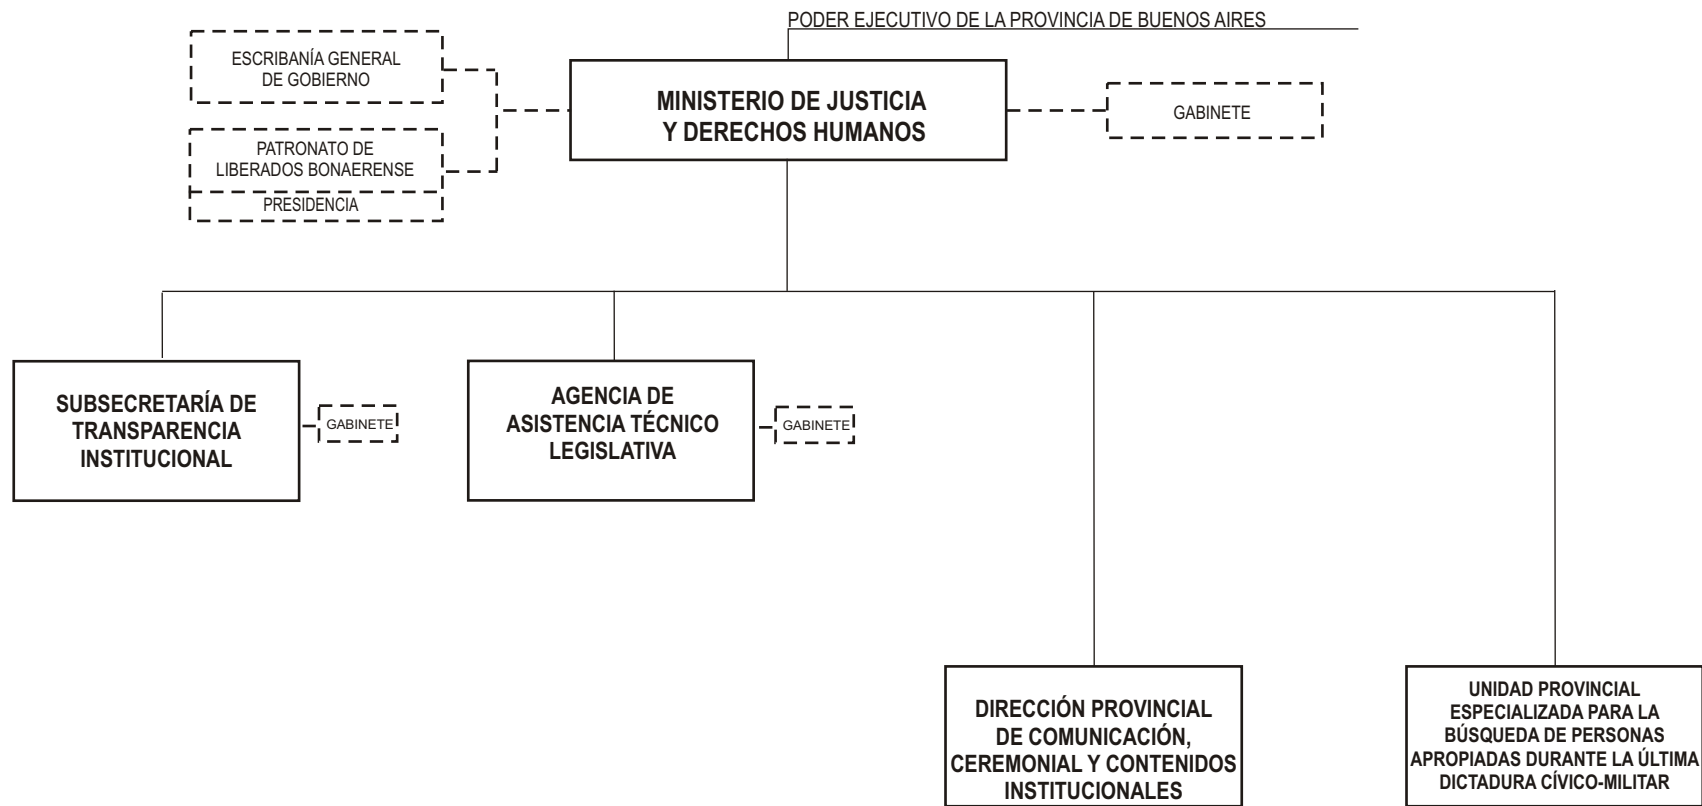 PODER EJECUTIVO DE LA PROVINCIA DE BUENOS AIRES
ESCRIBANÍA GENERAL
DE GOBIERNO
PATRONATO DE
LIBERADOS BONAERENSE
PRESIDENCIA
MINISTERIO DE JUSTICIA
Y DERECHOS HUMANOS
GABINETE
SUBSECRETARÍA DE
TRANSPARENCIA
INSTITUCIONAL
GABINETE
AGENCIA DE
ASISTENCIA TÉCNICO
LEGISLATIVA
GABINETE
DIRECCIÓN PROVINCIAL
DE COMUNICACIÓN,
CEREMONIAL Y CONTENIDOS
INSTITUCIONALES
UNIDAD PROVINCIAL
ESPECIALIZADA PARA LA
BÚSQUEDA DE PERSONAS
APROPIADAS DURANTE LA ÚLTIMA
DICTADURA CÍVICO-MILITAR